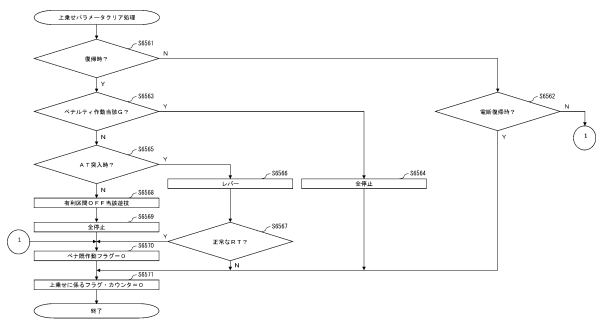 上乗せパラメータクリア処理
S6561
復帰時？
N
Y
S6563
ペナルティ作動当該G？
Y
N
S6562
電断復帰時？
N
Y
1
S6565
AT突入時？
Y
N
S6566
レバー
S6564
全停止
S6568
有利区間OFF当該遊技
S6569
全停止
S6567
正常なRT？
Y
N
1
S6570
ペナ既作動フラグ＝0
S6571
上乗せに係るフラグ・カウンター＝0
終了